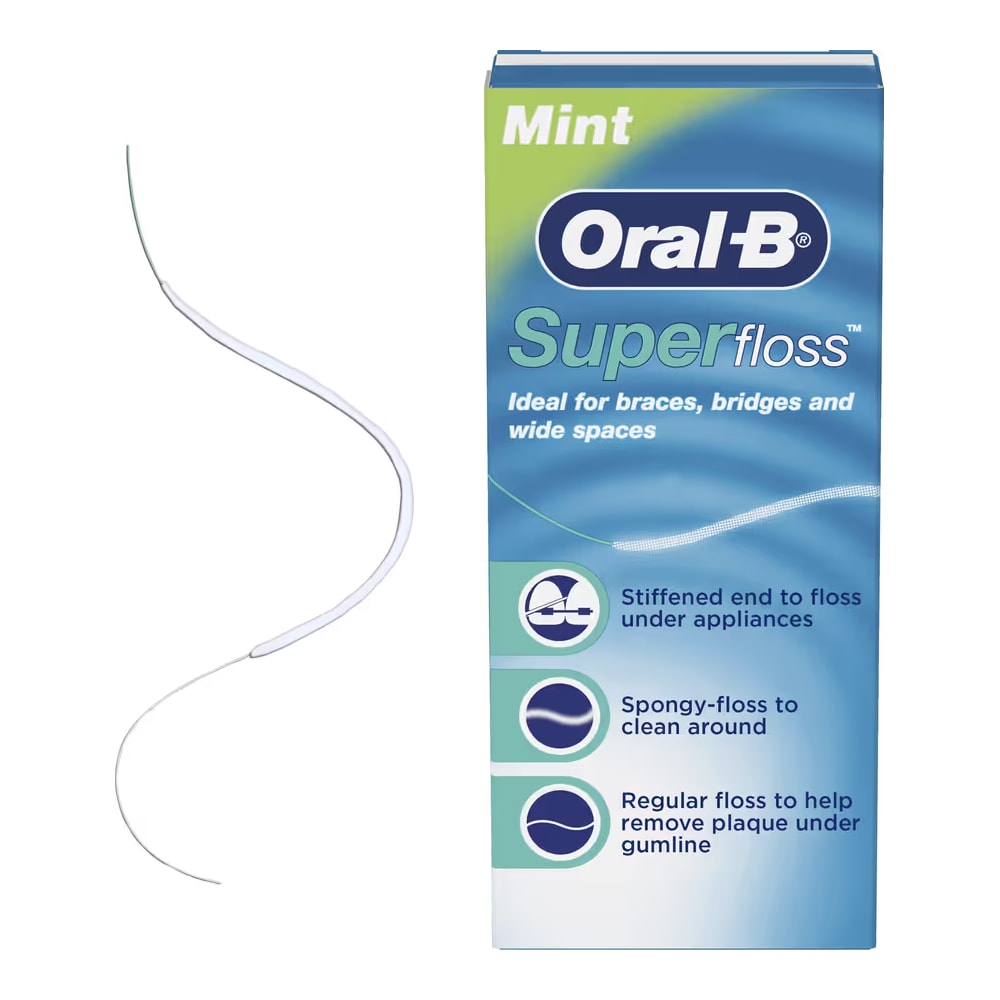 Mint
Oral-B®
Superfloss™
Ideal for braces, bridges and
wide spaces
Stiffened end to floss
under appliances
Spongy-floss to
clean around
Regular floss to help
remove plaque under
gumline